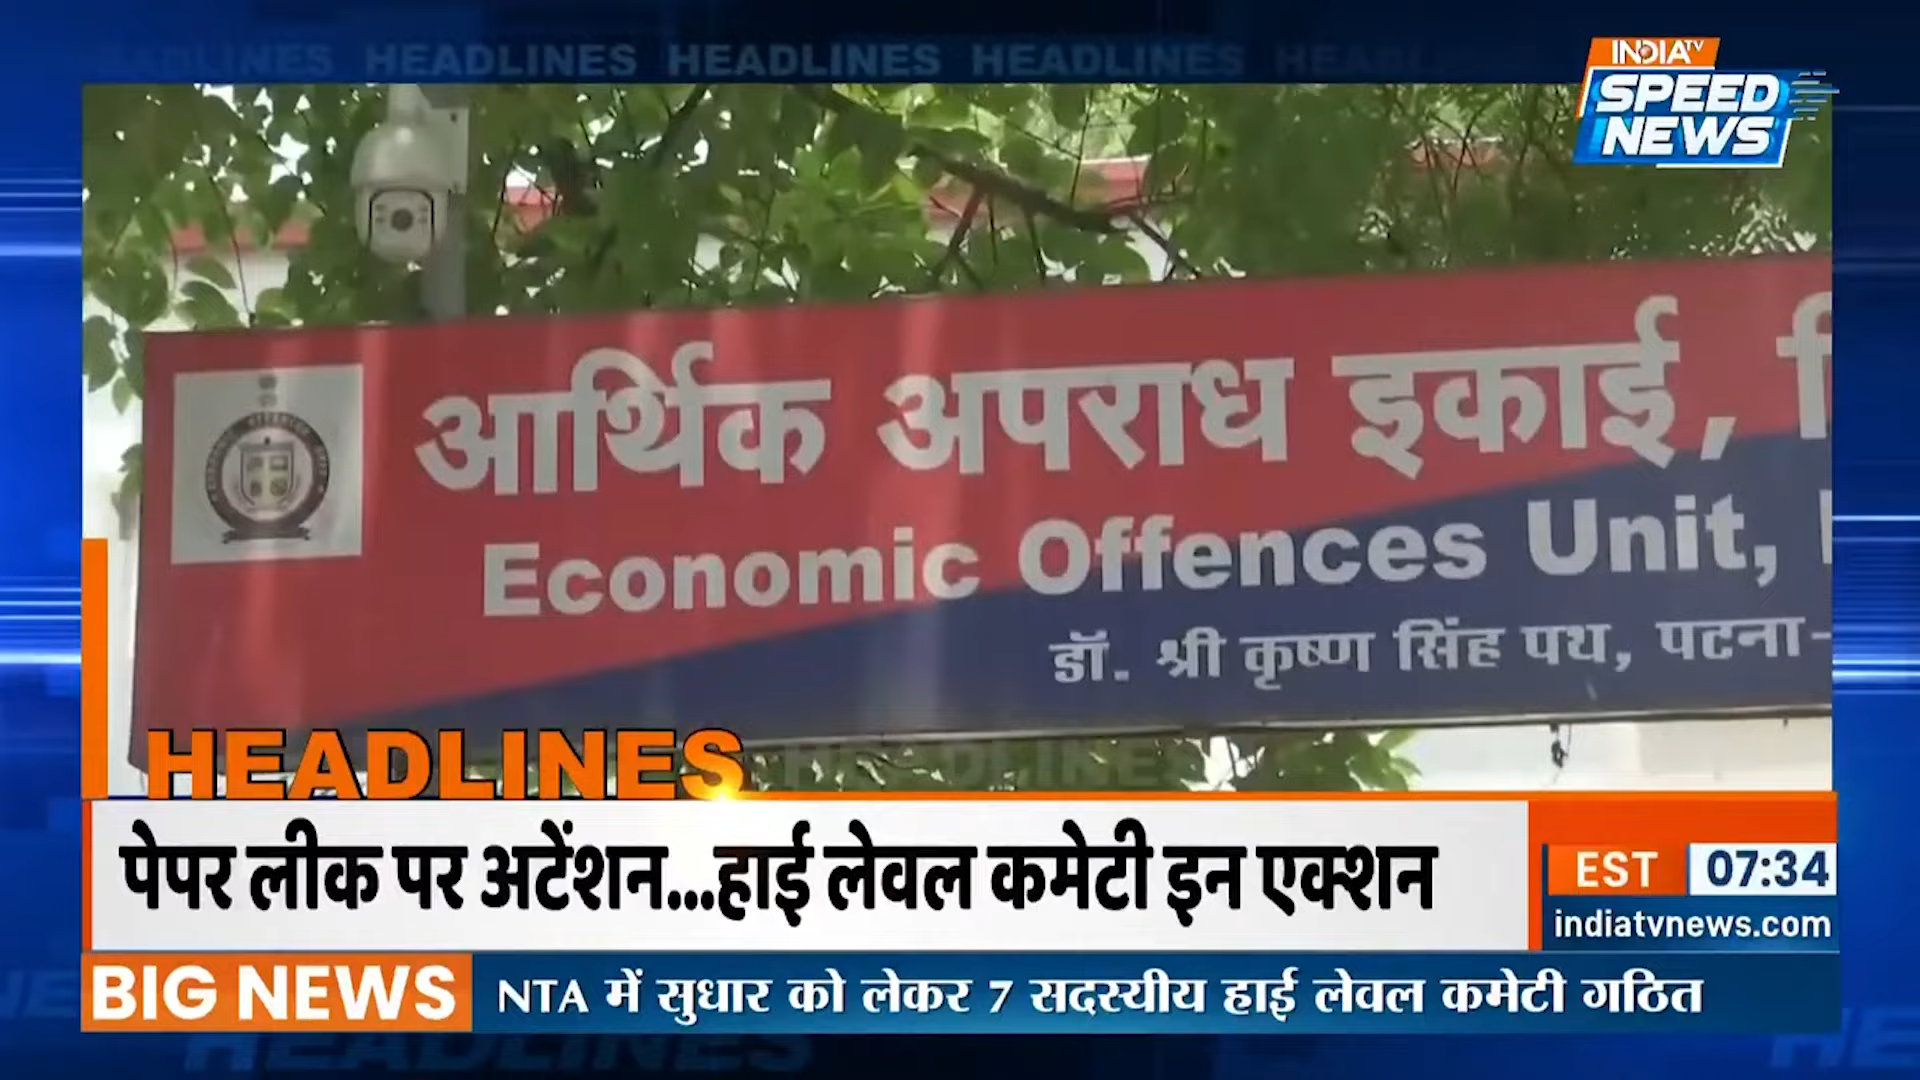 HEADLINES HEADLINES HEADLINES
INDIA TV
SPEED
NEWS
आर्थिक अपराध इकाई,
Economic Offences Unit,
डॉ. श्री कृष्ण सिंह पथ, पटना-
HEADLINES
पेपर लीक पर अटेंशन...हाई लेवल कमेटी इन एक्शन
EST 07:34
indiatvnews.com
BIG NEWS NTA में सुधार को लेकर 7 सदस्यीय हाई लेवल कमेटी गठित
HEADLINES